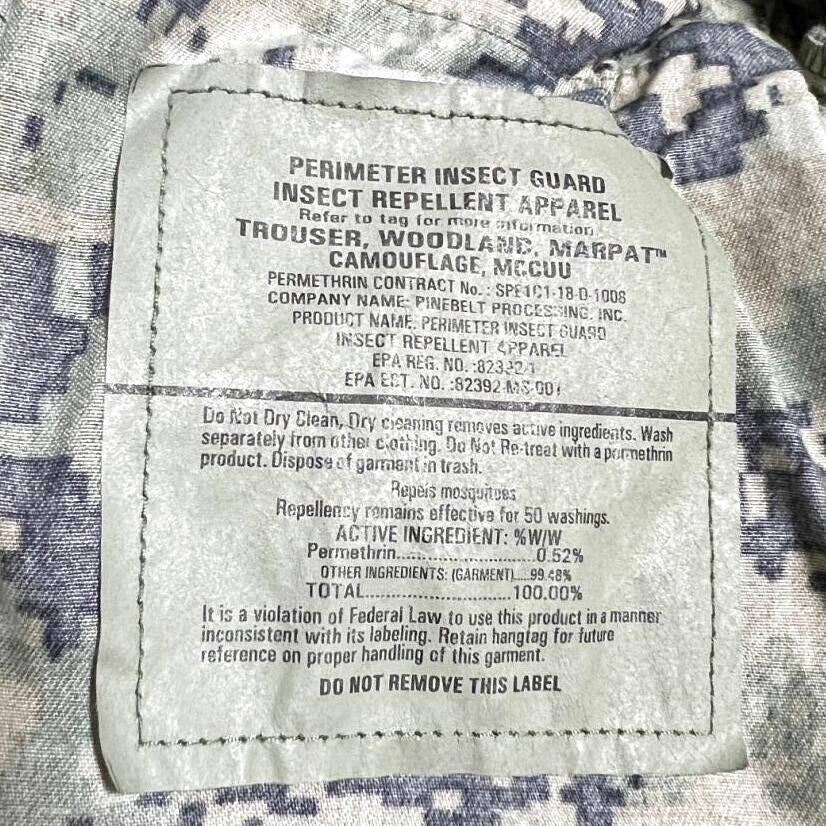 PERIMETER INSECT GUARD
INSECT REPELLENT APPAREL
Refer to tag for more information
TROUSER, WOODLAND, MARPAT™
CAMOUFLAGE, MCCUU
PERMETHRIN CONTRACT No.: SPE1C1-18-D-1008
COMPANY NAME: PINEBELT PROCESSING, INC.
PRODUCT NAME: PERIMETER INSECT GUARD
INSECT REPELLENT APPAREL
EPA REG. NO.:82392-1
EPA EST. NO.:82392-MS-001
Do Not Dry Clean, Dry cleaning removes active ingredients. Wash
separately from other clothing. Do Not Re-treat with a permethrin
product. Dispose of garment in trash.
Repels mosquitoes
Repellency remains effective for 50 washings.
ACTIVE INGREDIENT: %W/W
Permethrin..............................0.52%
OTHER INGREDIENTS: (GARMENT).....99.48%
TOTAL..............................100.00%
It is a violation of Federal Law to use this product in a manner
inconsistent with its labeling. Retain hangtag for future
reference on proper handling of this garment.
DO NOT REMOVE THIS LABEL